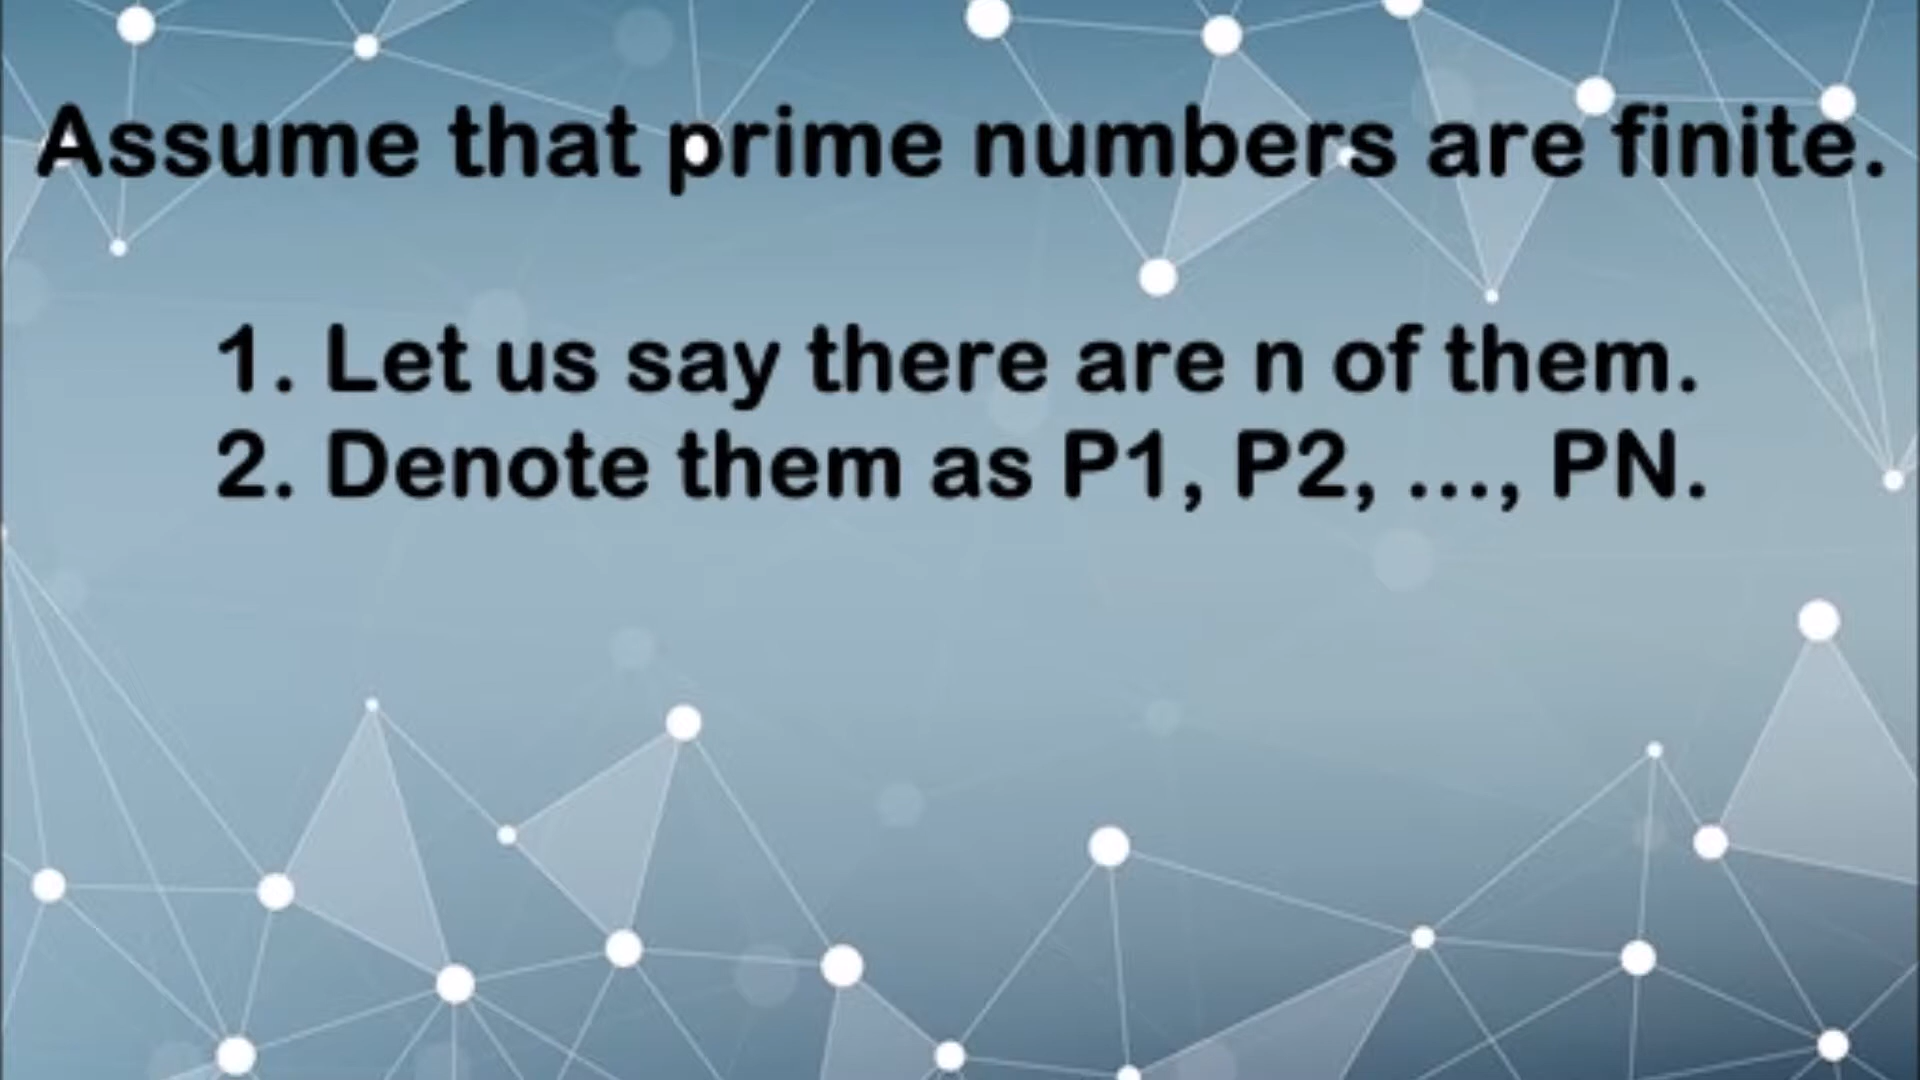 Assume that prime numbers are finite.
1. Let us say there are n of them.
2. Denote them as P1, P2, ..., PN.